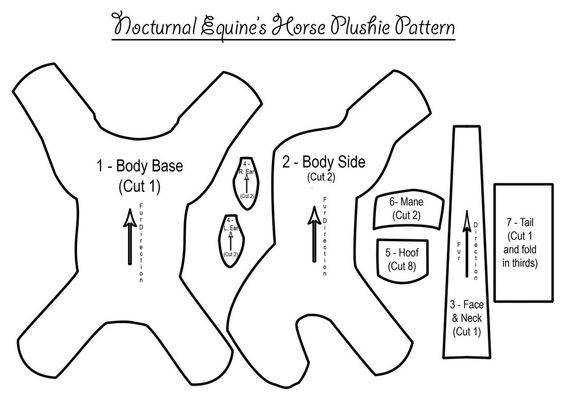 Nocturnal Equine's Horse Plushie Pattern
1 - Body Base
(Cut 1)
Fur Direction
4 -
R. Ear
(Cut 2)
4 -
L. Ear
(Cut 2)
2 - Body Side
(Cut 2)
Fur Direction
6- Mane
(Cut 2)
5 - Hoof
(Cut 8)
Fur Direction
3 - Face
& Neck
(Cut 1)
7 - Tail
(Cut 1
and fold
in thirds)